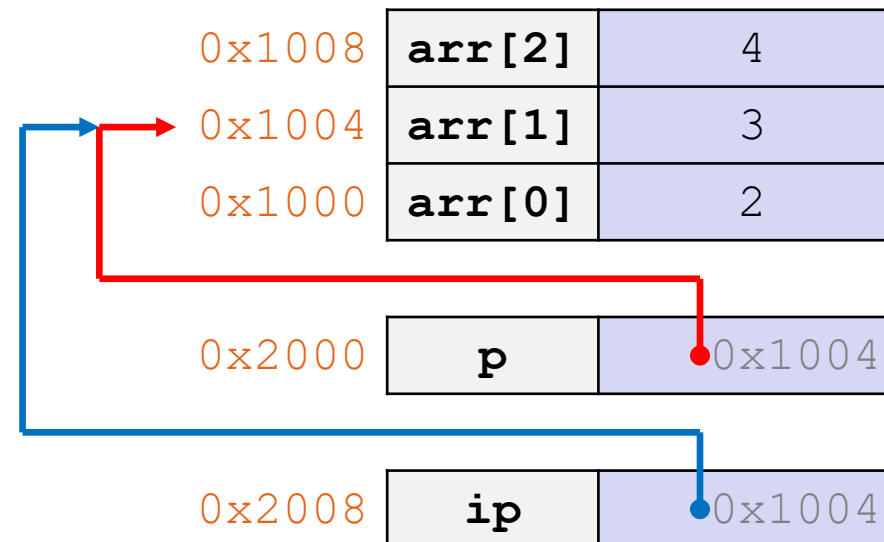 0x1008 arr[2] 4
0x1004 arr[1] 3
0x1000 arr[0] 2
0x2000 p 0x1004
0x2008 ip 0x1004